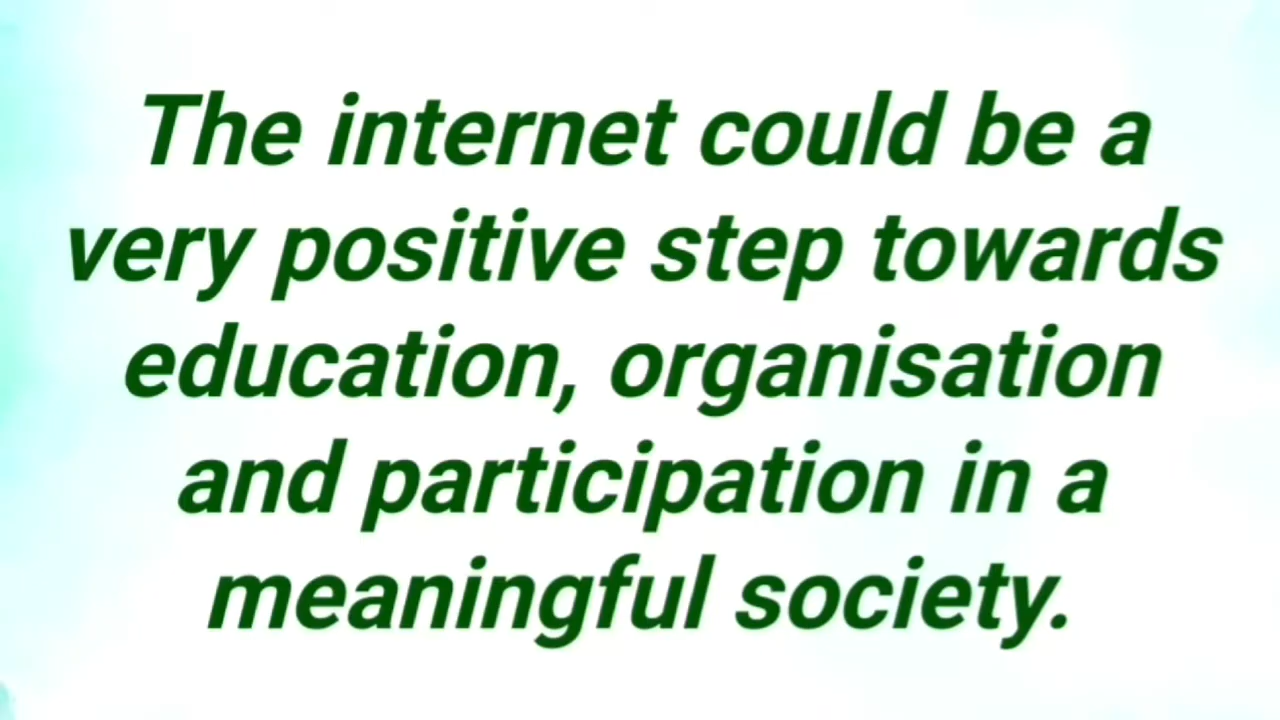 The internet could be a
very positive step towards
education, organisation
and participation in a
meaningful society.